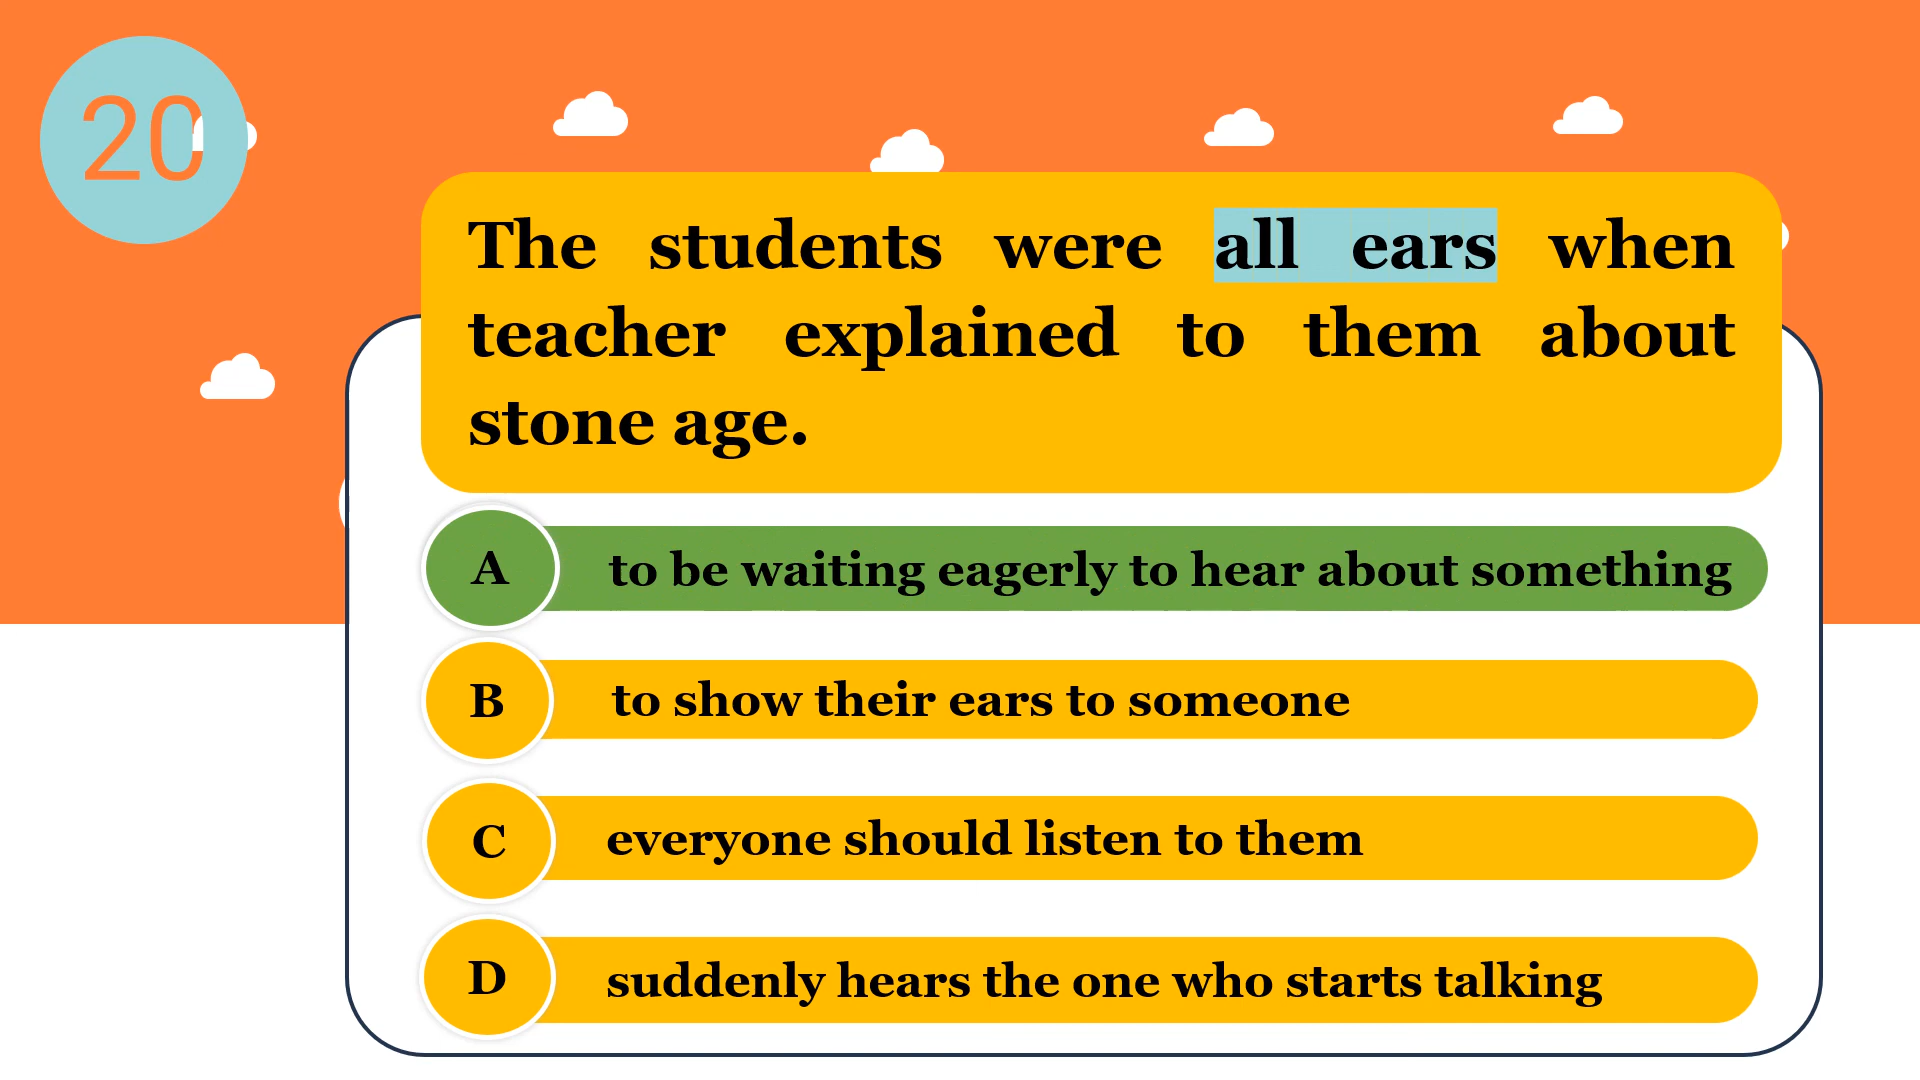 20
The students were all ears when
teacher explained to them about
stone age.
A to be waiting eagerly to hear about something
B to show their ears to someone
C everyone should listen to them
D suddenly hears the one who starts talking